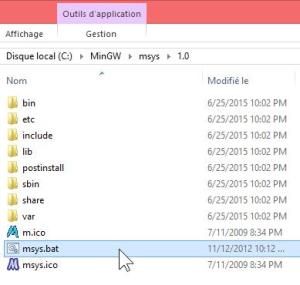 Outils d'application
Affichage Gestion
Disque local (C:) MinGW msys 1.0
Nom Modifié le
bin 6/25/2015 10:02 PM
etc 6/25/2015 10:02 PM
include 6/25/2015 10:02 PM
lib 6/25/2015 10:02 PM
postinstall 6/25/2015 10:02 PM
sbin 6/25/2015 10:02 PM
share 6/25/2015 10:02 PM
var 6/25/2015 10:02 PM
m.ico 7/11/2009 8:34 PM
msys.bat 11/12/2012 10:12 ...
msys.ico 7/11/2009 8:34 PM